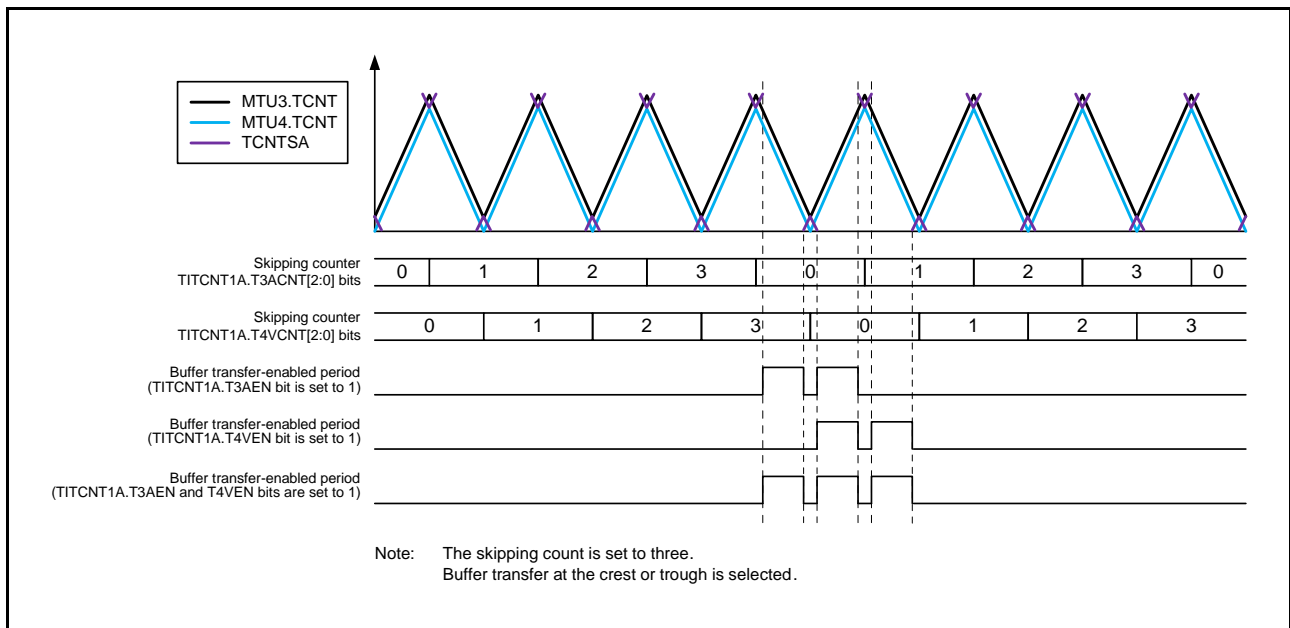 MTU3.TCNT
MTU4.TCNT
TCNTSA
Skipping counter
TITCNT1A.T3ACNT[2:0] bits
0 1 2 3 0 1 2 3 0
Skipping counter
TITCNT1A.T4VCNT[2:0] bits
0 1 2 3 0 1 2 3
Buffer transfer-enabled period
(TITCNT1A.T3AEN bit is set to 1)
Buffer transfer-enabled period
(TITCNT1A.T4VEN bit is set to 1)
Buffer transfer-enabled period
(TITCNT1A.T3AEN and T4VEN bits are set to 1)
Note: The skipping count is set to three.
Buffer transfer at the crest or trough is selected.